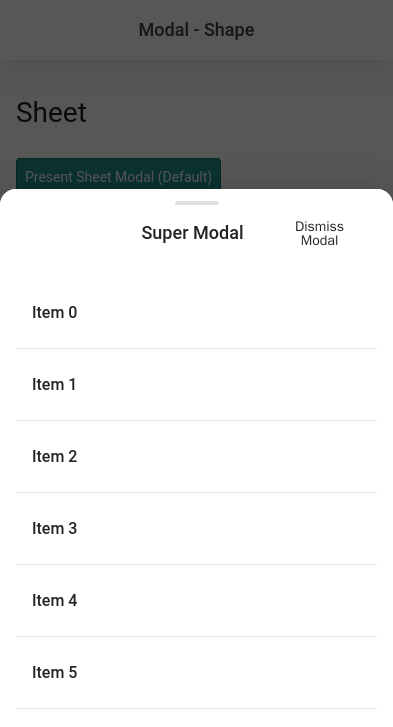 Modal - Shape
Sheet
Present Sheet Modal (Default)
Super Modal
Dismiss
Modal
Item 0
Item 1
Item 2
Item 3
Item 4
Item 5